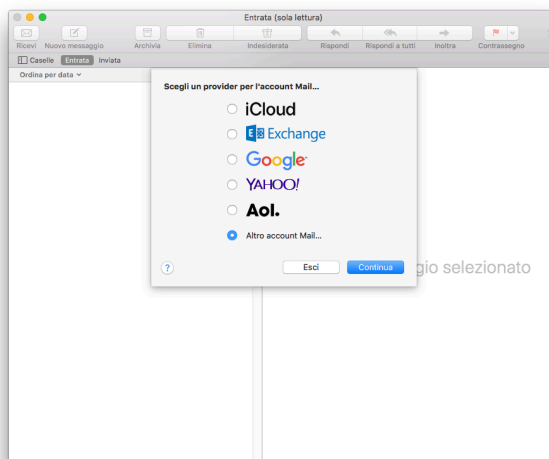 Entrata (sola lettura)
Ricevi Nuovo messaggio Archivia Elimina Indesiderata Rispondi Rispondi a tutti Inoltra Contrassegno
Caselle Entrata Inviata
Ordina per data
Scegli un provider per l'account Mail...
iCloud
Exchange
Google
YAHOO!
Aol.
Altro account Mail...
? Esci Continua
gio selezionato